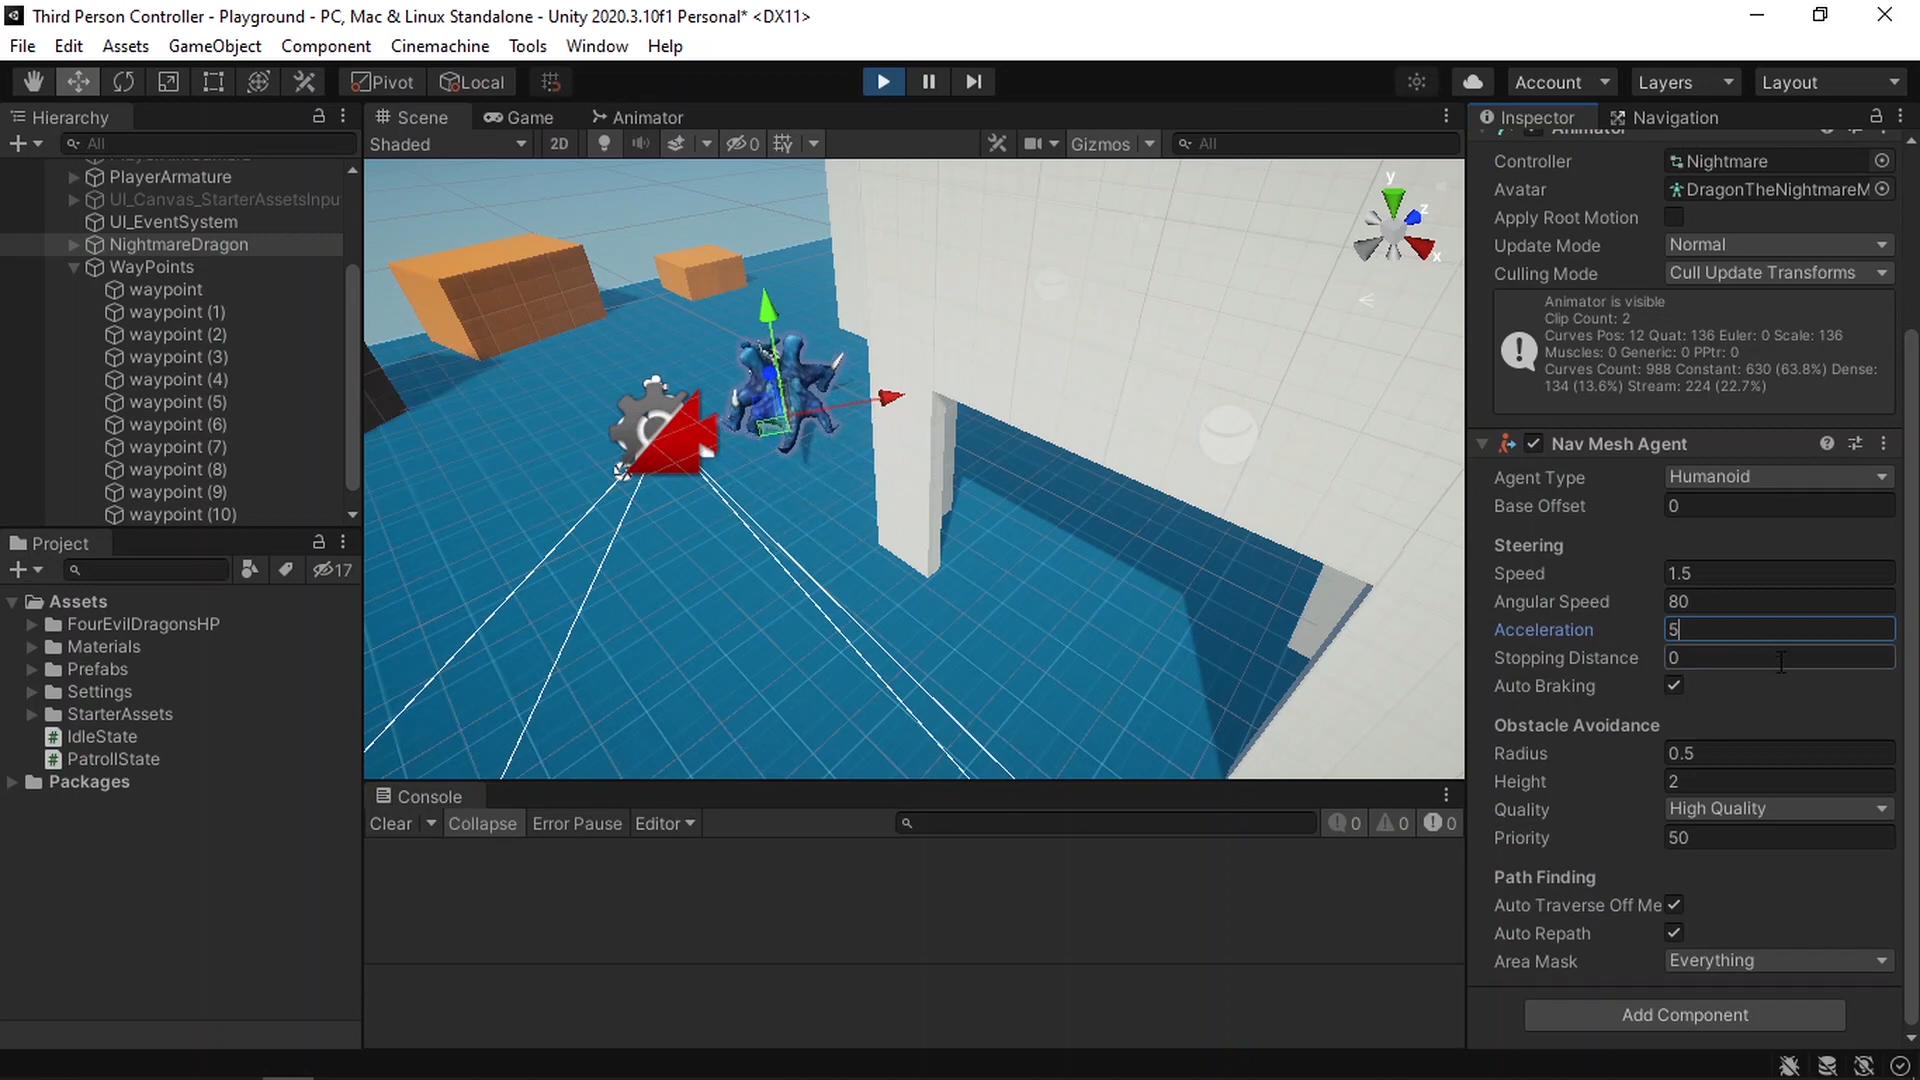 Third Person Controller - Playground - PC, Mac & Linux Standalone - Unity 2020.3.10f1 Personal* <DX11>
File Edit Assets GameObject Component Cinemachine Tools Window Help
Pivot Local Account Layers Layout
Hierarchy
All
PlayerArmature
UI_Canvas_StarterAssetsInpu
UI_EventSystem
NightmareDragon
WayPoints
waypoint
waypoint (1)
waypoint (2)
waypoint (3)
waypoint (4)
waypoint (5)
waypoint (6)
waypoint (7)
waypoint (8)
waypoint (9)
waypoint (10)
Project
17
Assets
FourEvilDragonsHP
Materials
Prefabs
Settings
StarterAssets
IdleState
PatrollState
Packages
Scene Game Animator
Shaded 2D 0 Gizmos All
y
z
x
Console
Clear Collapse Error Pause Editor 0 0 0
Inspector Navigation
Animator
Controller Nightmare
Avatar DragonTheNightmareM
Apply Root Motion
Update Mode Normal
Culling Mode Cull Update Transforms
Animator is visible
Clip Count: 2
Curves Pos: 12 Quat: 136 Euler: 0 Scale: 136
Muscles: 0 Generic: 0 PPtr: 0
Curves Count: 988 Constant: 630 (63.8%) Dense:
134 (13.6%) Stream: 224 (22.7%)
Nav Mesh Agent
Agent Type Humanoid
Base Offset 0
Steering
Speed 1.5
Angular Speed 80
Acceleration 5
Stopping Distance 0
Auto Braking
Obstacle Avoidance
Radius 0.5
Height 2
Quality High Quality
Priority 50
Path Finding
Auto Traverse Off Me
Auto Repath
Area Mask Everything
Add Component